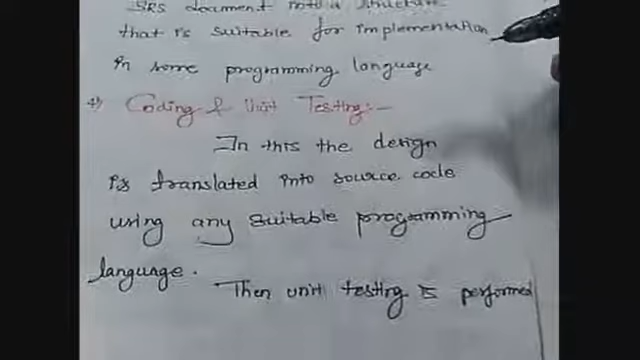 SRS document into a structure
that is suitable for implementation
in some programming language
4) Coding & Unit Testing:-
In this the design
is translated into source code
using any suitable programming
language.
Then unit testing is performed